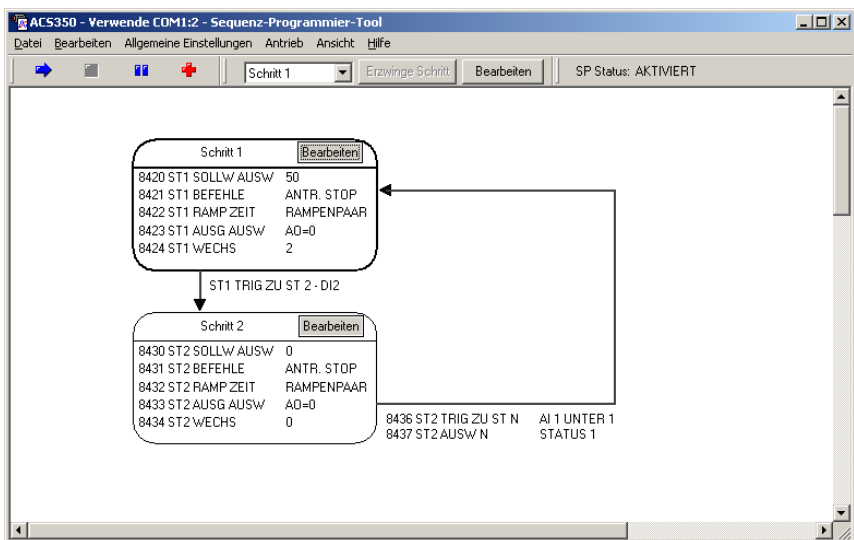 ACS350 - Verwende COM1:2 - Sequenz-Programmier-Tool
Datei Bearbeiten Allgemeine Einstellungen Antrieb Ansicht Hilfe
Schritt 1 Erzwinge Schritt Bearbeiten SP Status: AKTIVIERT
Schritt 1 Bearbeiten
8420 ST1 SOLLW AUSW 50
8421 ST1 BEFEHLE ANTR. STOP
8422 ST1 RAMP ZEIT RAMPENPAAR
8423 ST1 AUSG AUSW AO=0
8424 ST1 WECHS 2
ST1 TRIG ZU ST 2 - DI2
Schritt 2 Bearbeiten
8430 ST2 SOLLW AUSW 0
8431 ST2 BEFEHLE ANTR. STOP
8432 ST2 RAMP ZEIT RAMPENPAAR
8433 ST2 AUSG AUSW AO=0
8434 ST2 WECHS 0
8436 ST2 TRIG ZU ST N AI 1 UNTER 1
8437 ST2 AUSW N STATUS 1